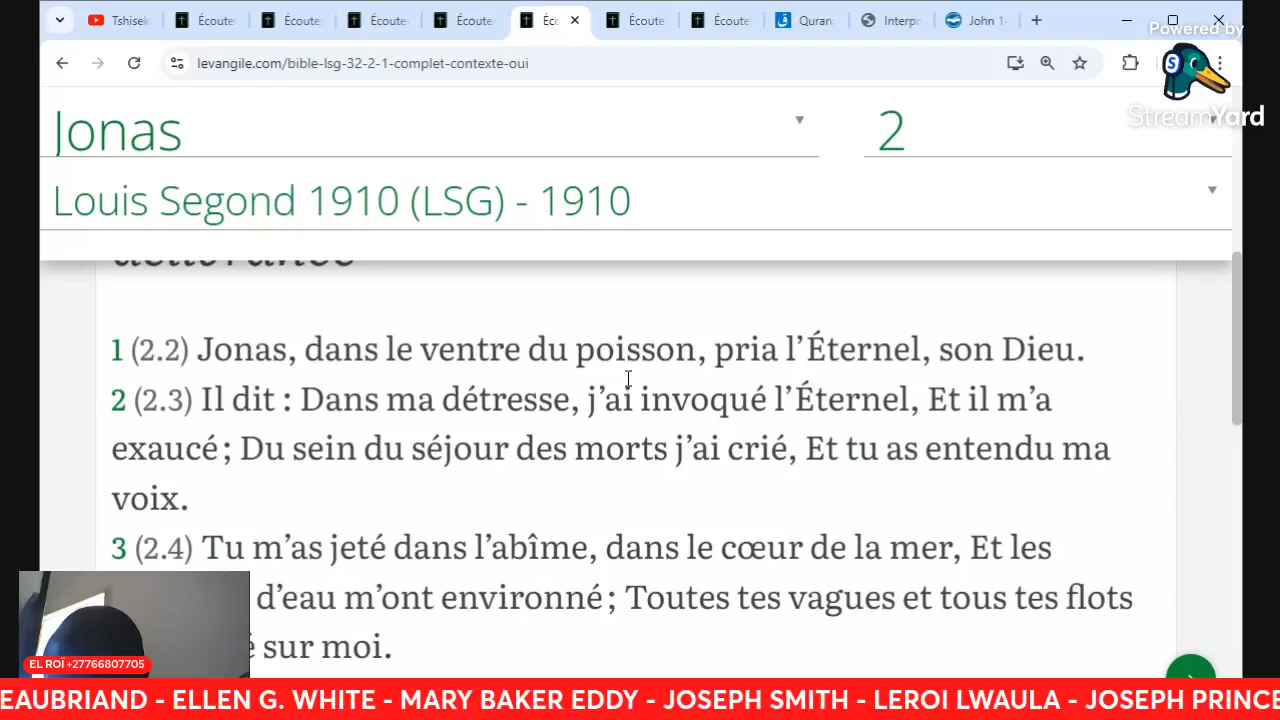 Tshisek
Écoute
Écoute
Écoute
Écoute
Éco
Écoute
Écoute
Quran
Interp
John 1-
levangile.com/bible-lsg-32-2-1-complet-contexte-oui
Powered by
StreamYard
Jonas
2
Louis Segond 1910 (LSG) - 1910
1 (2.2) Jonas, dans le ventre du poisson, pria l’Éternel, son Dieu.
2 (2.3) Il dit : Dans ma détresse, j’ai invoqué l’Éternel, Et il m’a
exaucé ; Du sein du séjour des morts j’ai crié, Et tu as entendu ma
voix.
3 (2.4) Tu m’as jeté dans l’abîme, dans le cœur de la mer, Et les
d’eau m’ont environné ; Toutes tes vagues et tous tes flots
sur moi.
EL ROÏ +27766807705
EAUBRIAND - ELLEN G. WHITE - MARY BAKER EDDY - JOSEPH SMITH - LEROI LWAULA - JOSEPH PRINCE